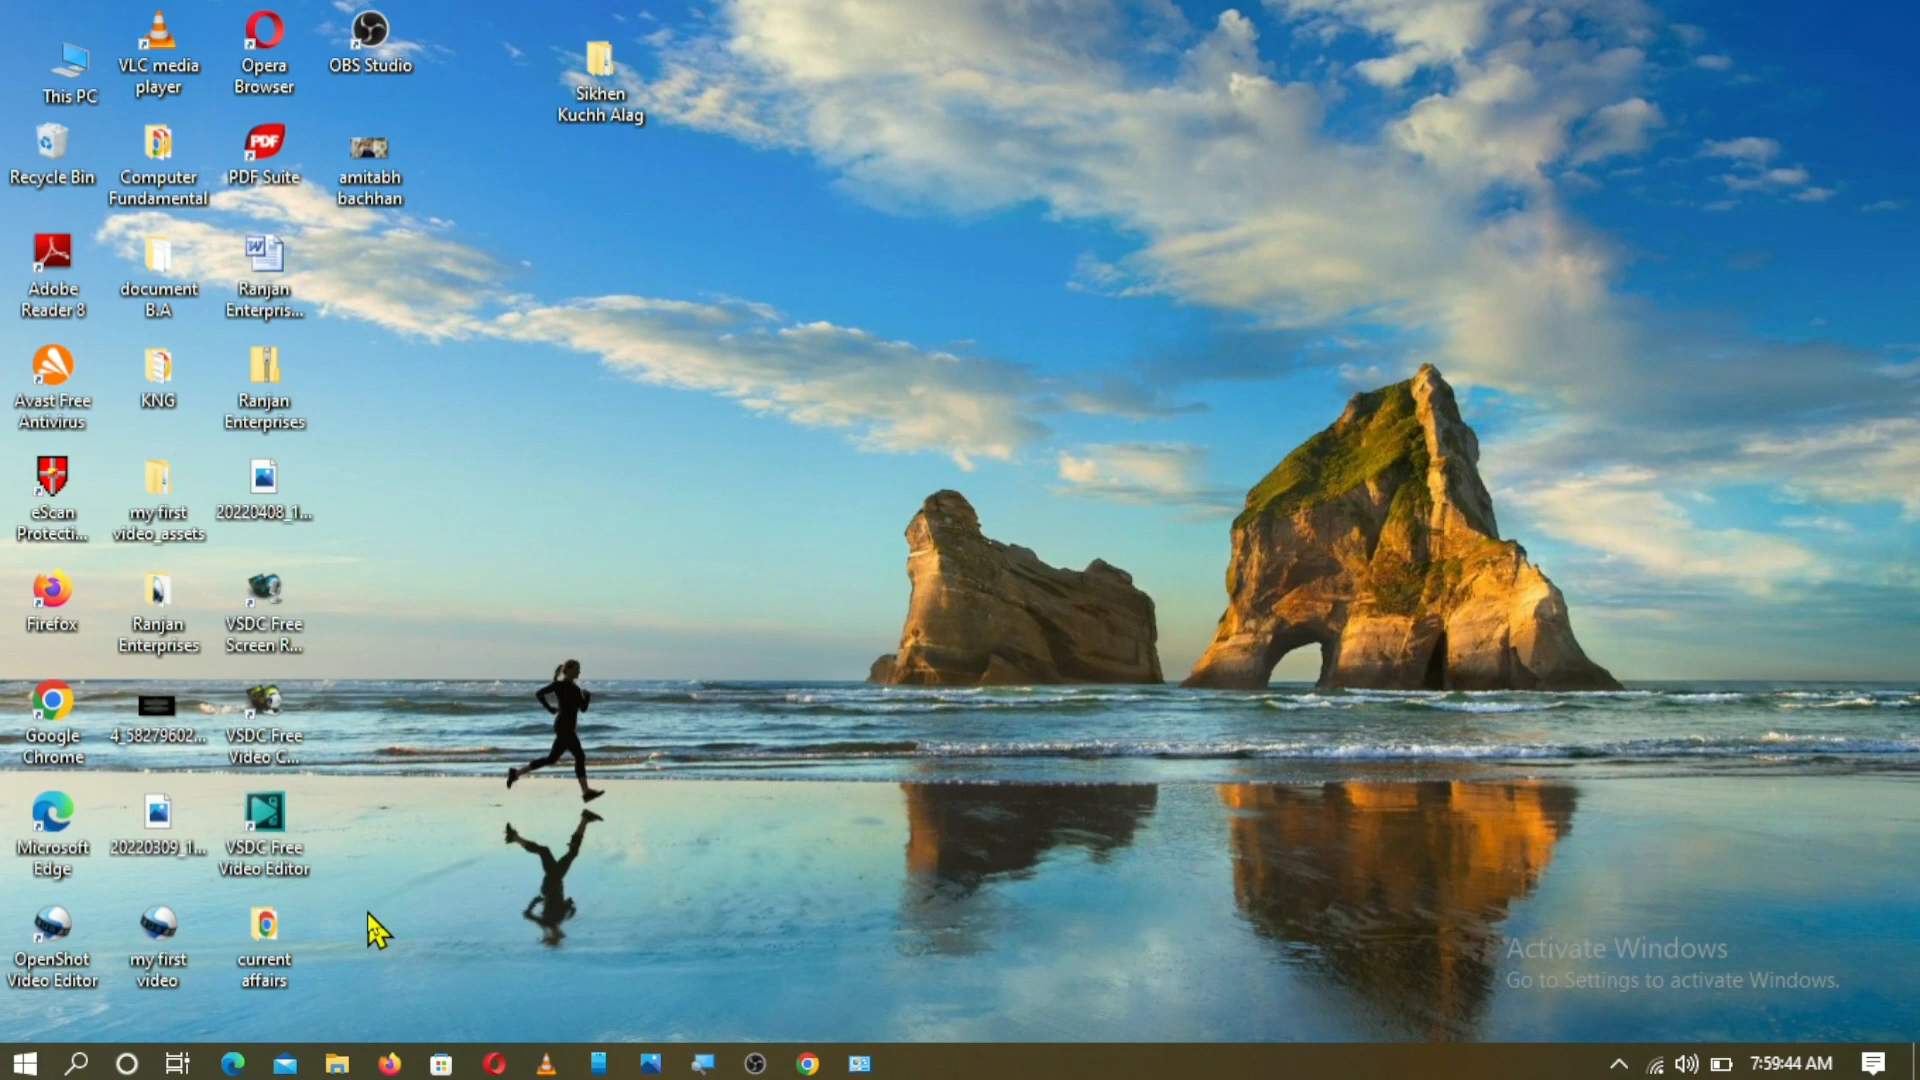 This PC
VLC media
player
Opera
Browser
OBS Studio
Sikhen
Kuchh Alag
Recycle Bin
Computer
Fundamental
PDF
PDF Suite
amitabh
bachhan
Adobe
Reader 8
document
B.A
W
Ranjan
Enterpris...
Avast Free
Antivirus
KNG
Ranjan
Enterprises
eScan
Protecti...
my first
video_assets
20220408_1...
Firefox
Ranjan
Enterprises
VSDC Free
Screen R...
Google
Chrome
4_58279602...
VSDC Free
Video C...
Microsoft
Edge
20220309_1...
VSDC Free
Video Editor
OpenShot
Video Editor
my first
video
current
affairs
Activate Windows
Go to Settings to activate Windows.
7:59:44 AM